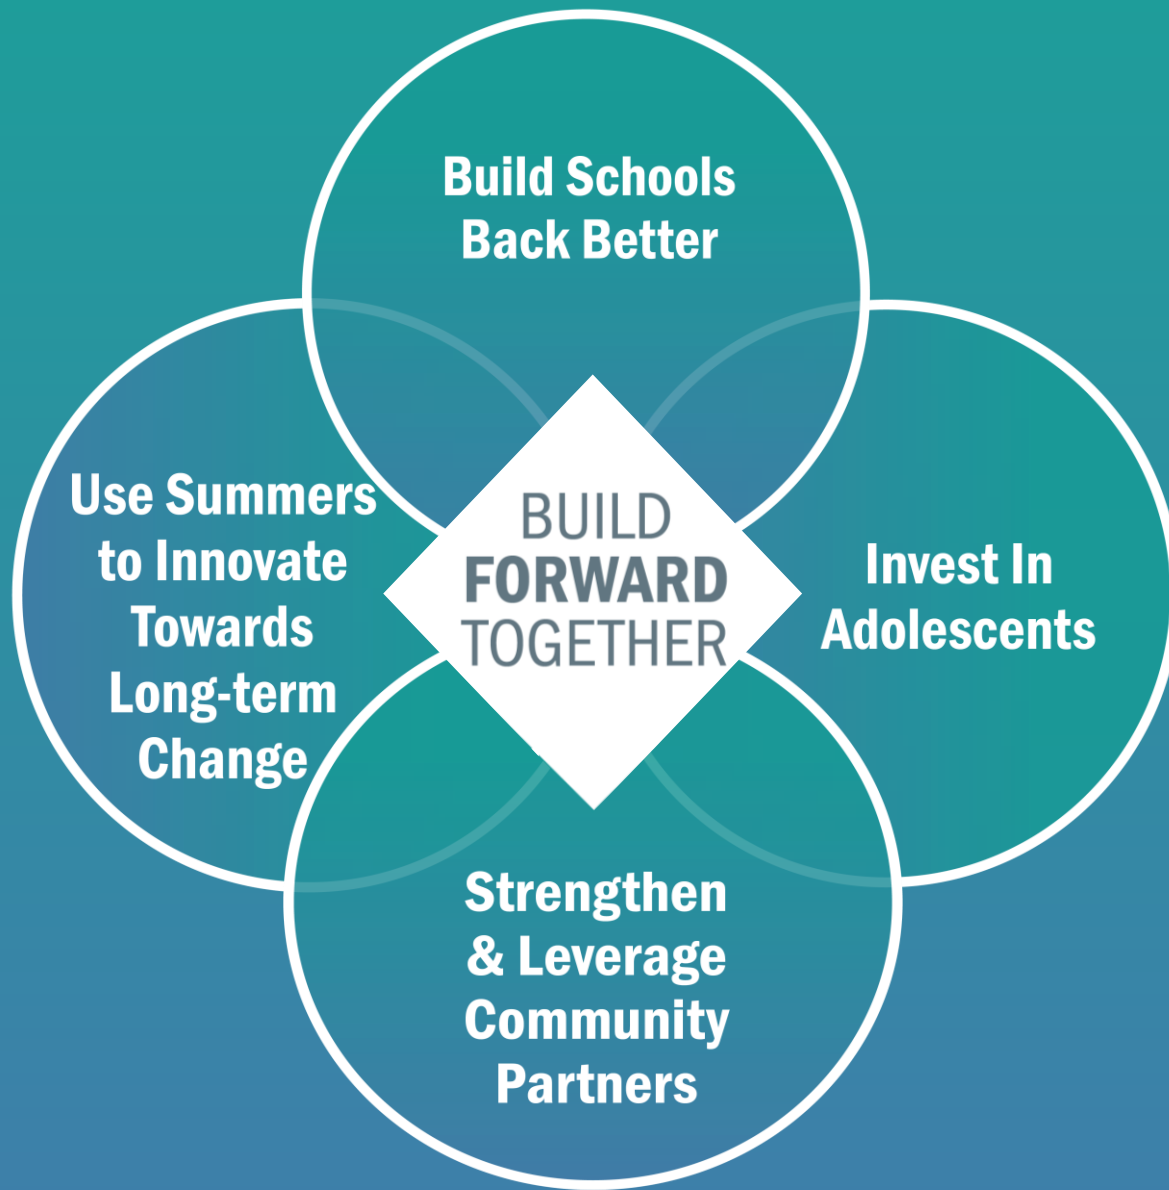 Build Schools
Back Better
Use Summers
to Innovate
Towards
Long-term
Change
BUILD
FORWARD
TOGETHER
Invest In
Adolescents
Strengthen
& Leverage
Community
Partners